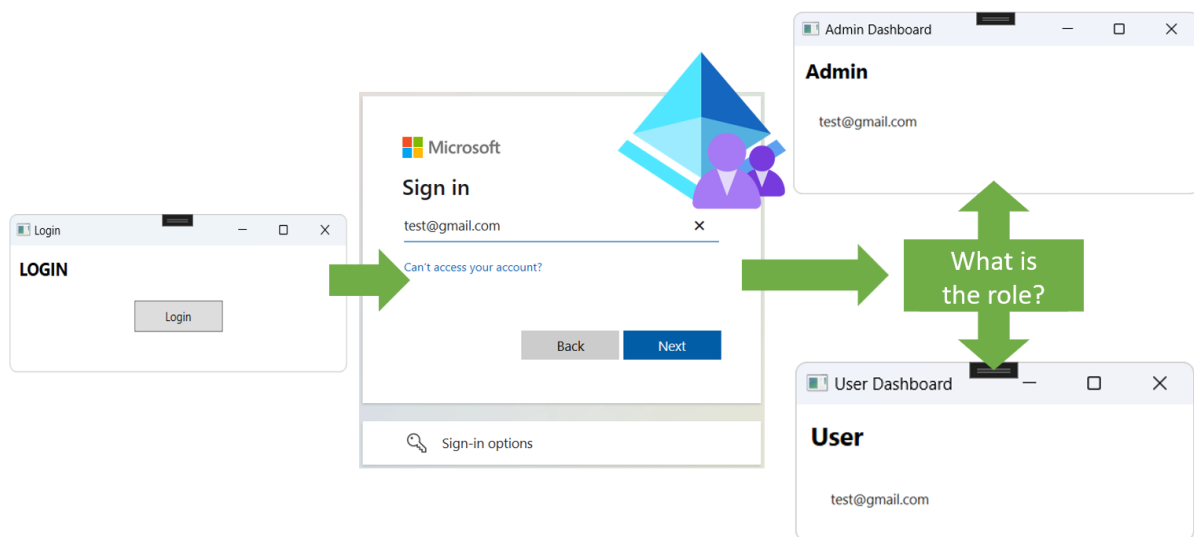 Login
LOGIN
Login
Microsoft
Sign in
test@gmail.com
Can't access your account?
Back
Next
Sign-in options
What is
the role?
Admin Dashboard
Admin
test@gmail.com
User Dashboard
User
test@gmail.com